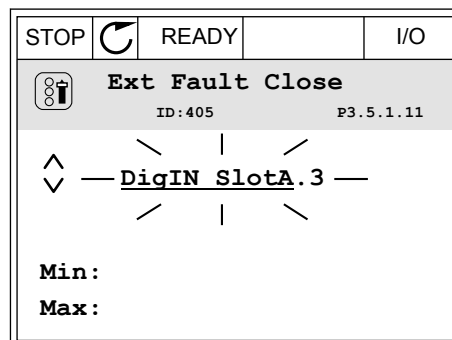 STOP READY I/O
Ext Fault Close
ID:405 P3.5.1.11
DigIN SlotA.3
Min:
Max: